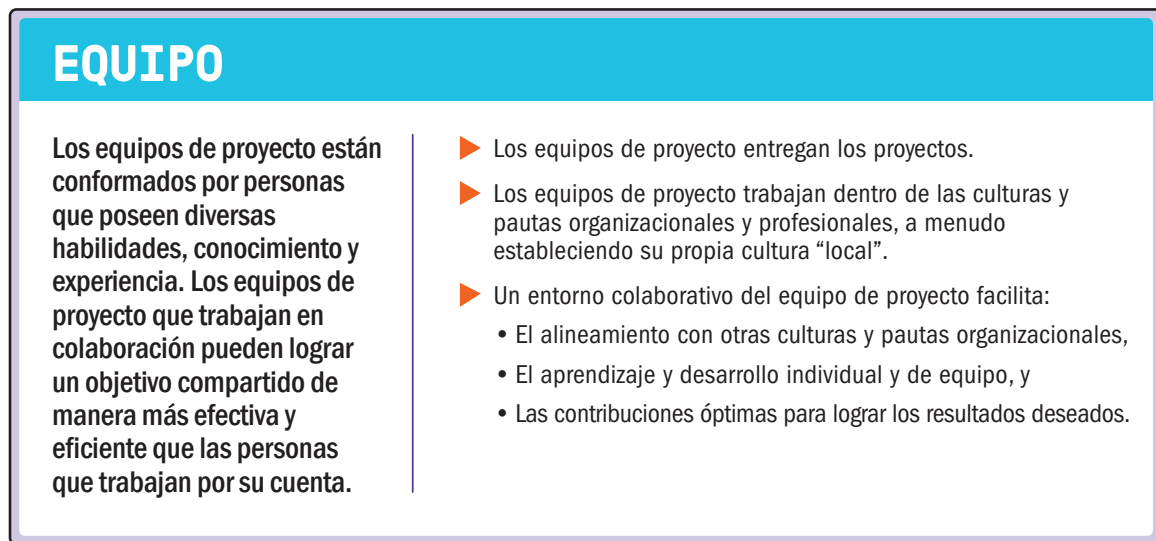 EQUIPO
Los equipos de proyecto están
conformados por personas
que poseen diversas
habilidades, conocimiento y
experiencia. Los equipos de
proyecto que trabajan en
colaboración pueden lograr
un objetivo compartido de
manera más efectiva y
eficiente que las personas
que trabajan por su cuenta.
▶ Los equipos de proyecto entregan los proyectos.
▶ Los equipos de proyecto trabajan dentro de las culturas y
pautas organizacionales y profesionales, a menudo
estableciendo su propia cultura “local”.
▶ Un entorno colaborativo del equipo de proyecto facilita:
• El alineamiento con otras culturas y pautas organizacionales,
• El aprendizaje y desarrollo individual y de equipo, y
• Las contribuciones óptimas para lograr los resultados deseados.